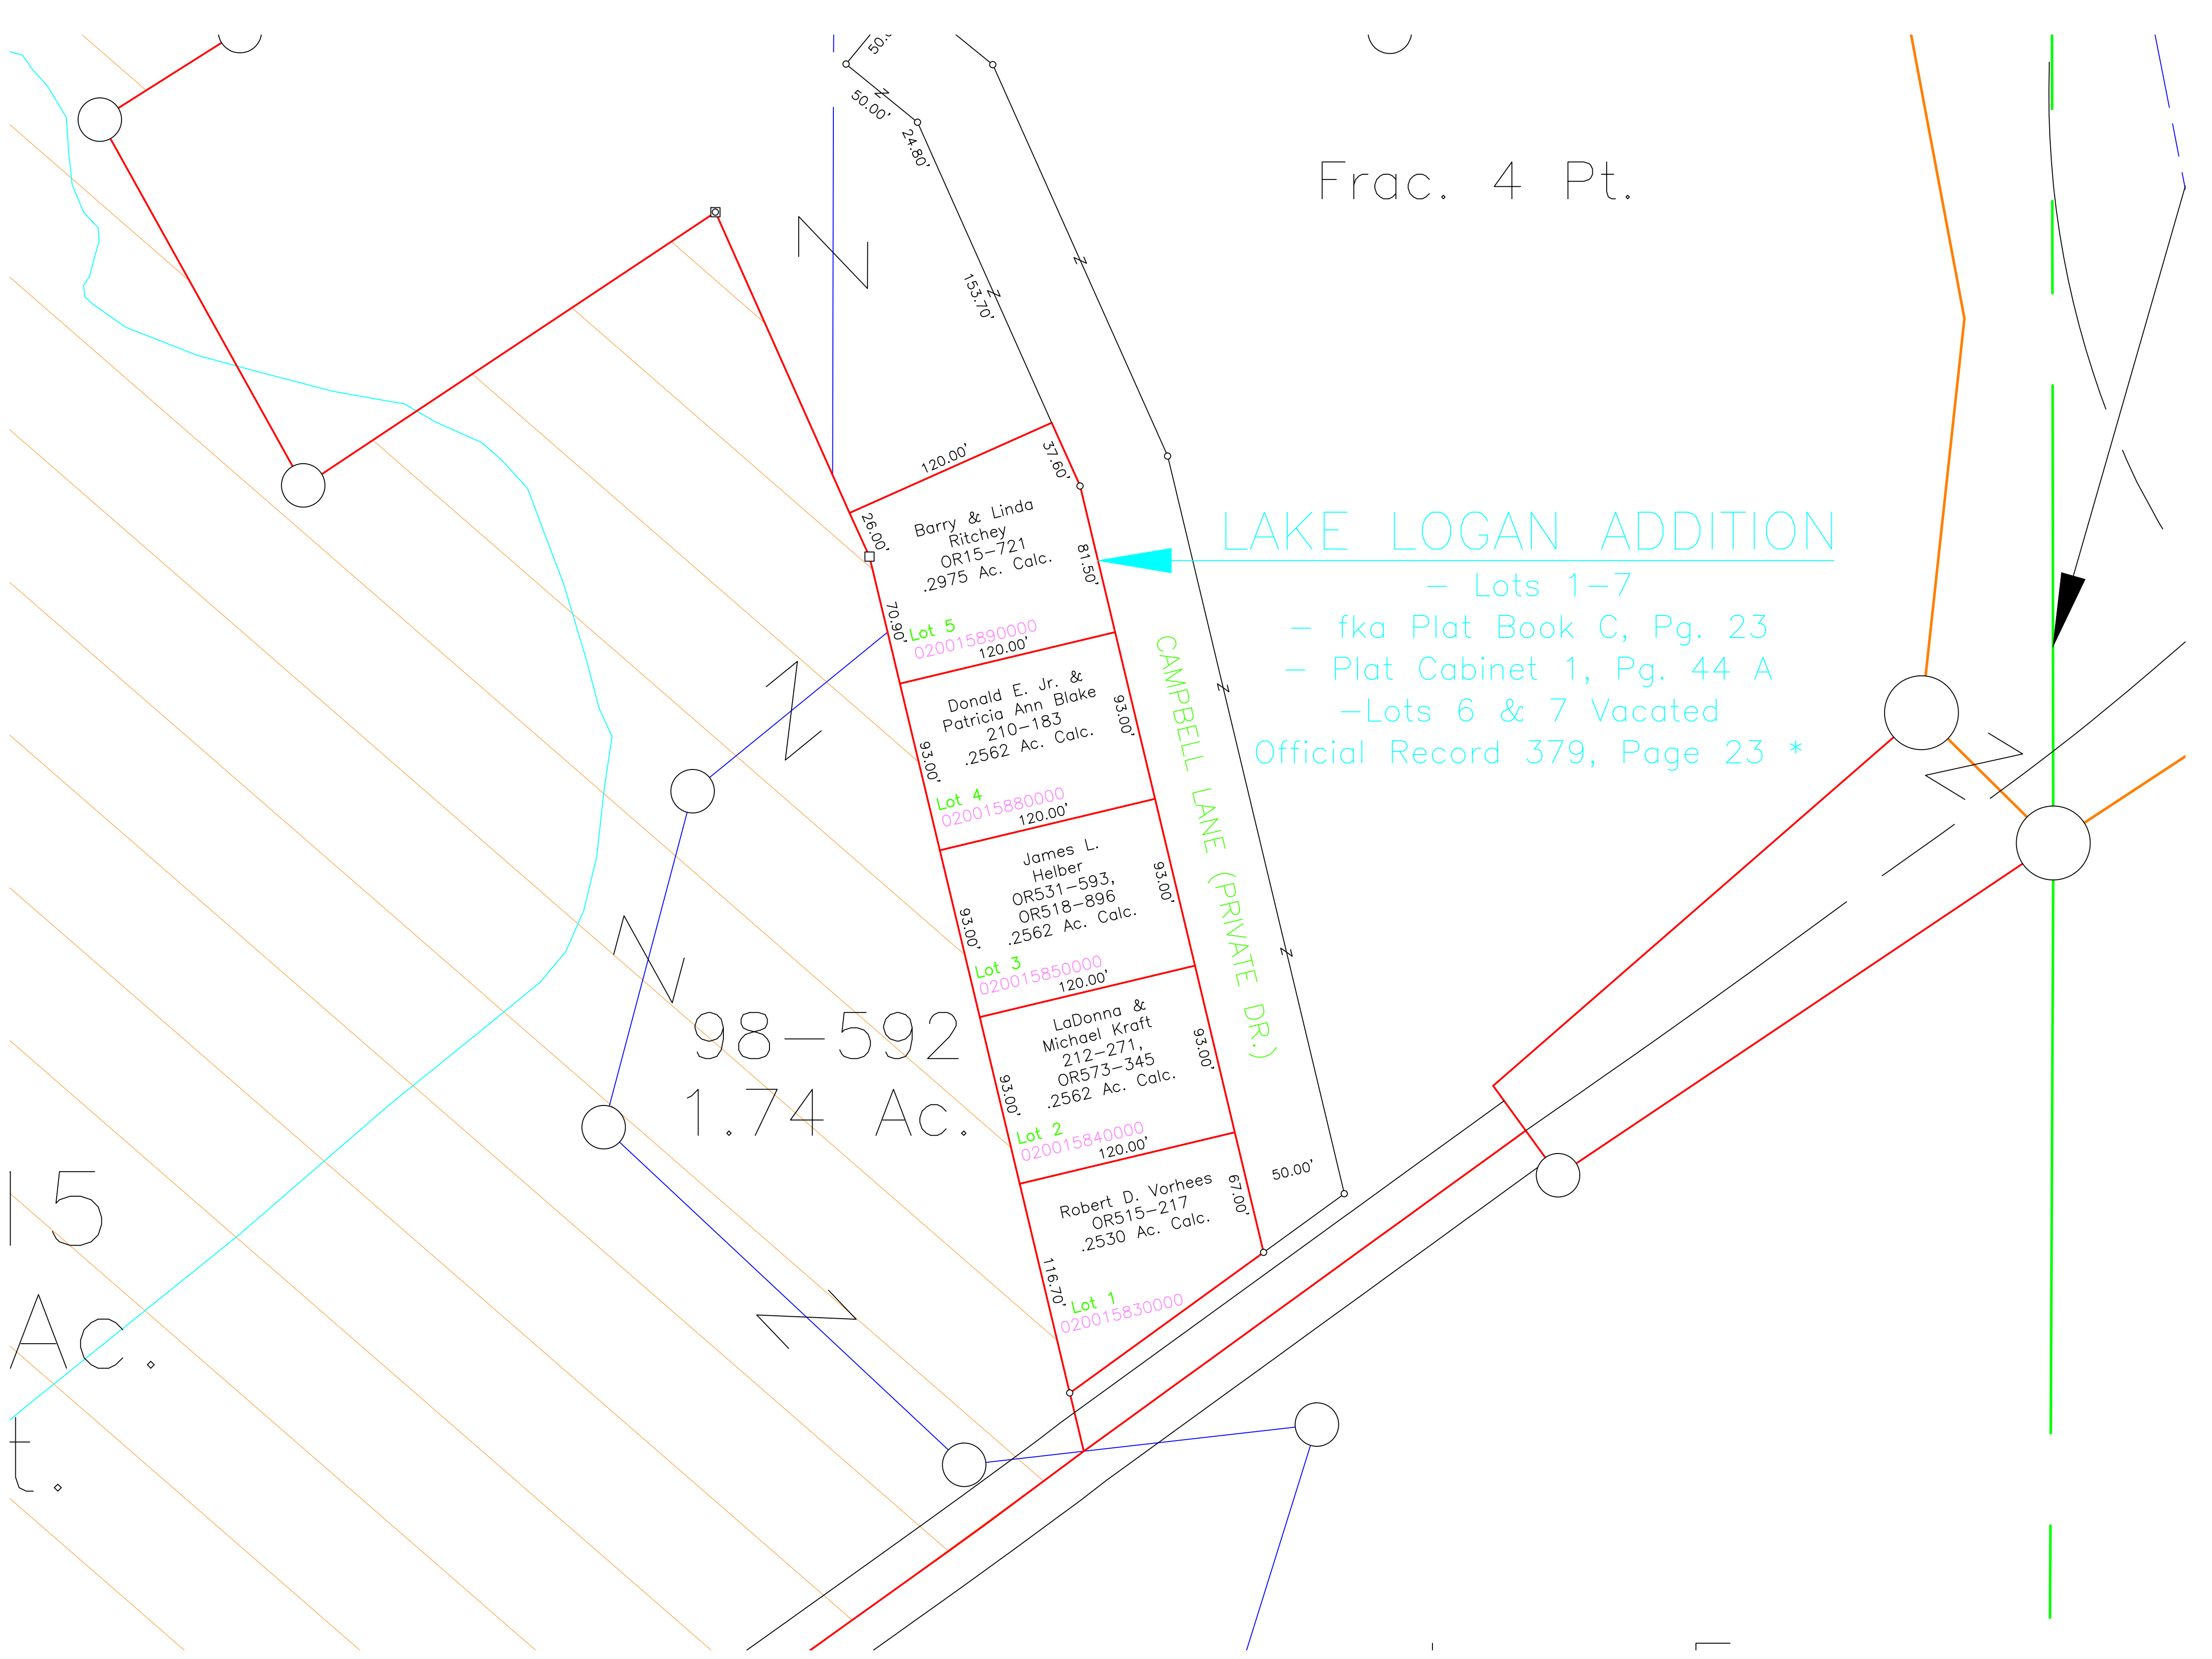 50.00'
24.80'
153.70'
Frac. 4 Pt.
120.00'
37.60'
26.00'
Barry & Linda
Ritchey
OR15-721
.2975 Ac. Calc.
81.50'
70.90'
Lot 5
020015890000
120.00'
LAKE LOGAN ADDITION
- Lots 1-7
- fka Plat Book C, Pg. 23
- Plat Cabinet 1, Pg. 44 A
-Lots 6 & 7 Vacated
Official Record 379, Page 23 *
CAMPBELL LANE (PRIVATE DR.)
Donald E. Jr. &
Patricia Ann Blake
210-183
.2562 Ac. Calc.
93.00'
93.00'
Lot 4
020015880000
120.00'
James L.
Helber
OR531-593,
OR518-896
.2562 Ac. Calc.
93.00'
93.00'
Lot 3
020015850000
120.00'
LaDonna &
Michael Kraft
212-271,
OR573-345
.2562 Ac. Calc.
93.00'
93.00'
Lot 2
020015840000
120.00'
98-592
1.74 Ac.
Robert D. Vorhees
OR515-217
.2530 Ac. Calc.
67.00'
50.00'
116.70'
Lot 1
020015830000
15
Ac.
t.